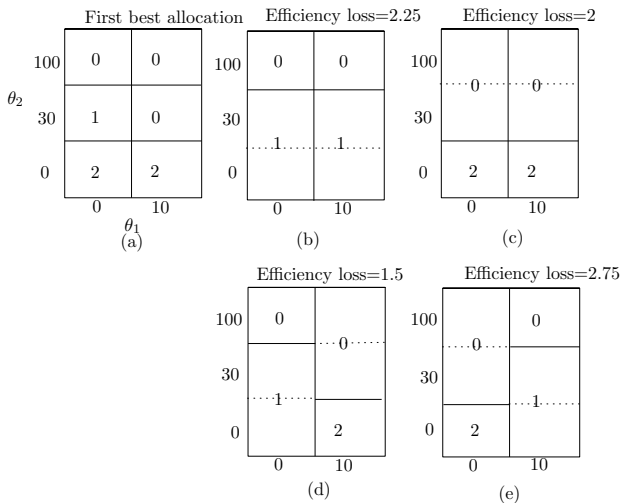 First best allocation
100 0 0
θ2
30 1 0
0 2 2
0 10
θ1
(a)
Efficiency loss=2.25
100 0 0
30
1 1
0
0 10
(b)
Efficiency loss=2
100
0 0
30
0 2 2
0 10
(c)
Efficiency loss=1.5
100 0
0
30
1
0 2
0 10
(d)
Efficiency loss=2.75
100 0
0
30
1
0 2
0 10
(e)